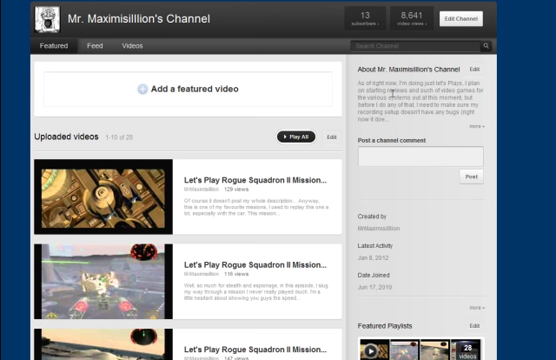 Mr. Maximisilllion's Channel
13
subscribers
8,641
video views
Edit Channel
Featured
Feed
Videos
Search Channel
Add a featured video
Uploaded videos
1-10 of 28
Play All
Edit
Let's Play Rogue Squadron II Mission...
MrMaximisillion 129 views
Of course it doesn't post my whole description... Anyway,
this is one of my favourite missions, I used to replay this one a
lot, especially with the car. This mission...
Let's Play Rogue Squadron II Mission...
MrMaximisillion 118 views
Well, so much for stealth and espionage, in this episode, I slug
my way through a mission I never really played much. I'm a
little hesitant about showing you guys the speed...
Let's Play Rogue Squadron II Mission...
MrMaximisillion 147 views
About Mr. Maximisilllion's Channel
Edit
As of right now, I'm doing just let's Plays, I plan
on starting reviews and such of video games for
the various systems out at this moment, but
before I do any of that, I need to make sure my
recording setup doesn't have any bugs (right
now it does...
more
Post a channel comment
Post
Created by
MrMaximisillion
Latest Activity
Jan 8, 2012
Date Joined
Jun 17, 2010
more
Featured Playlists
Edit
28
videos